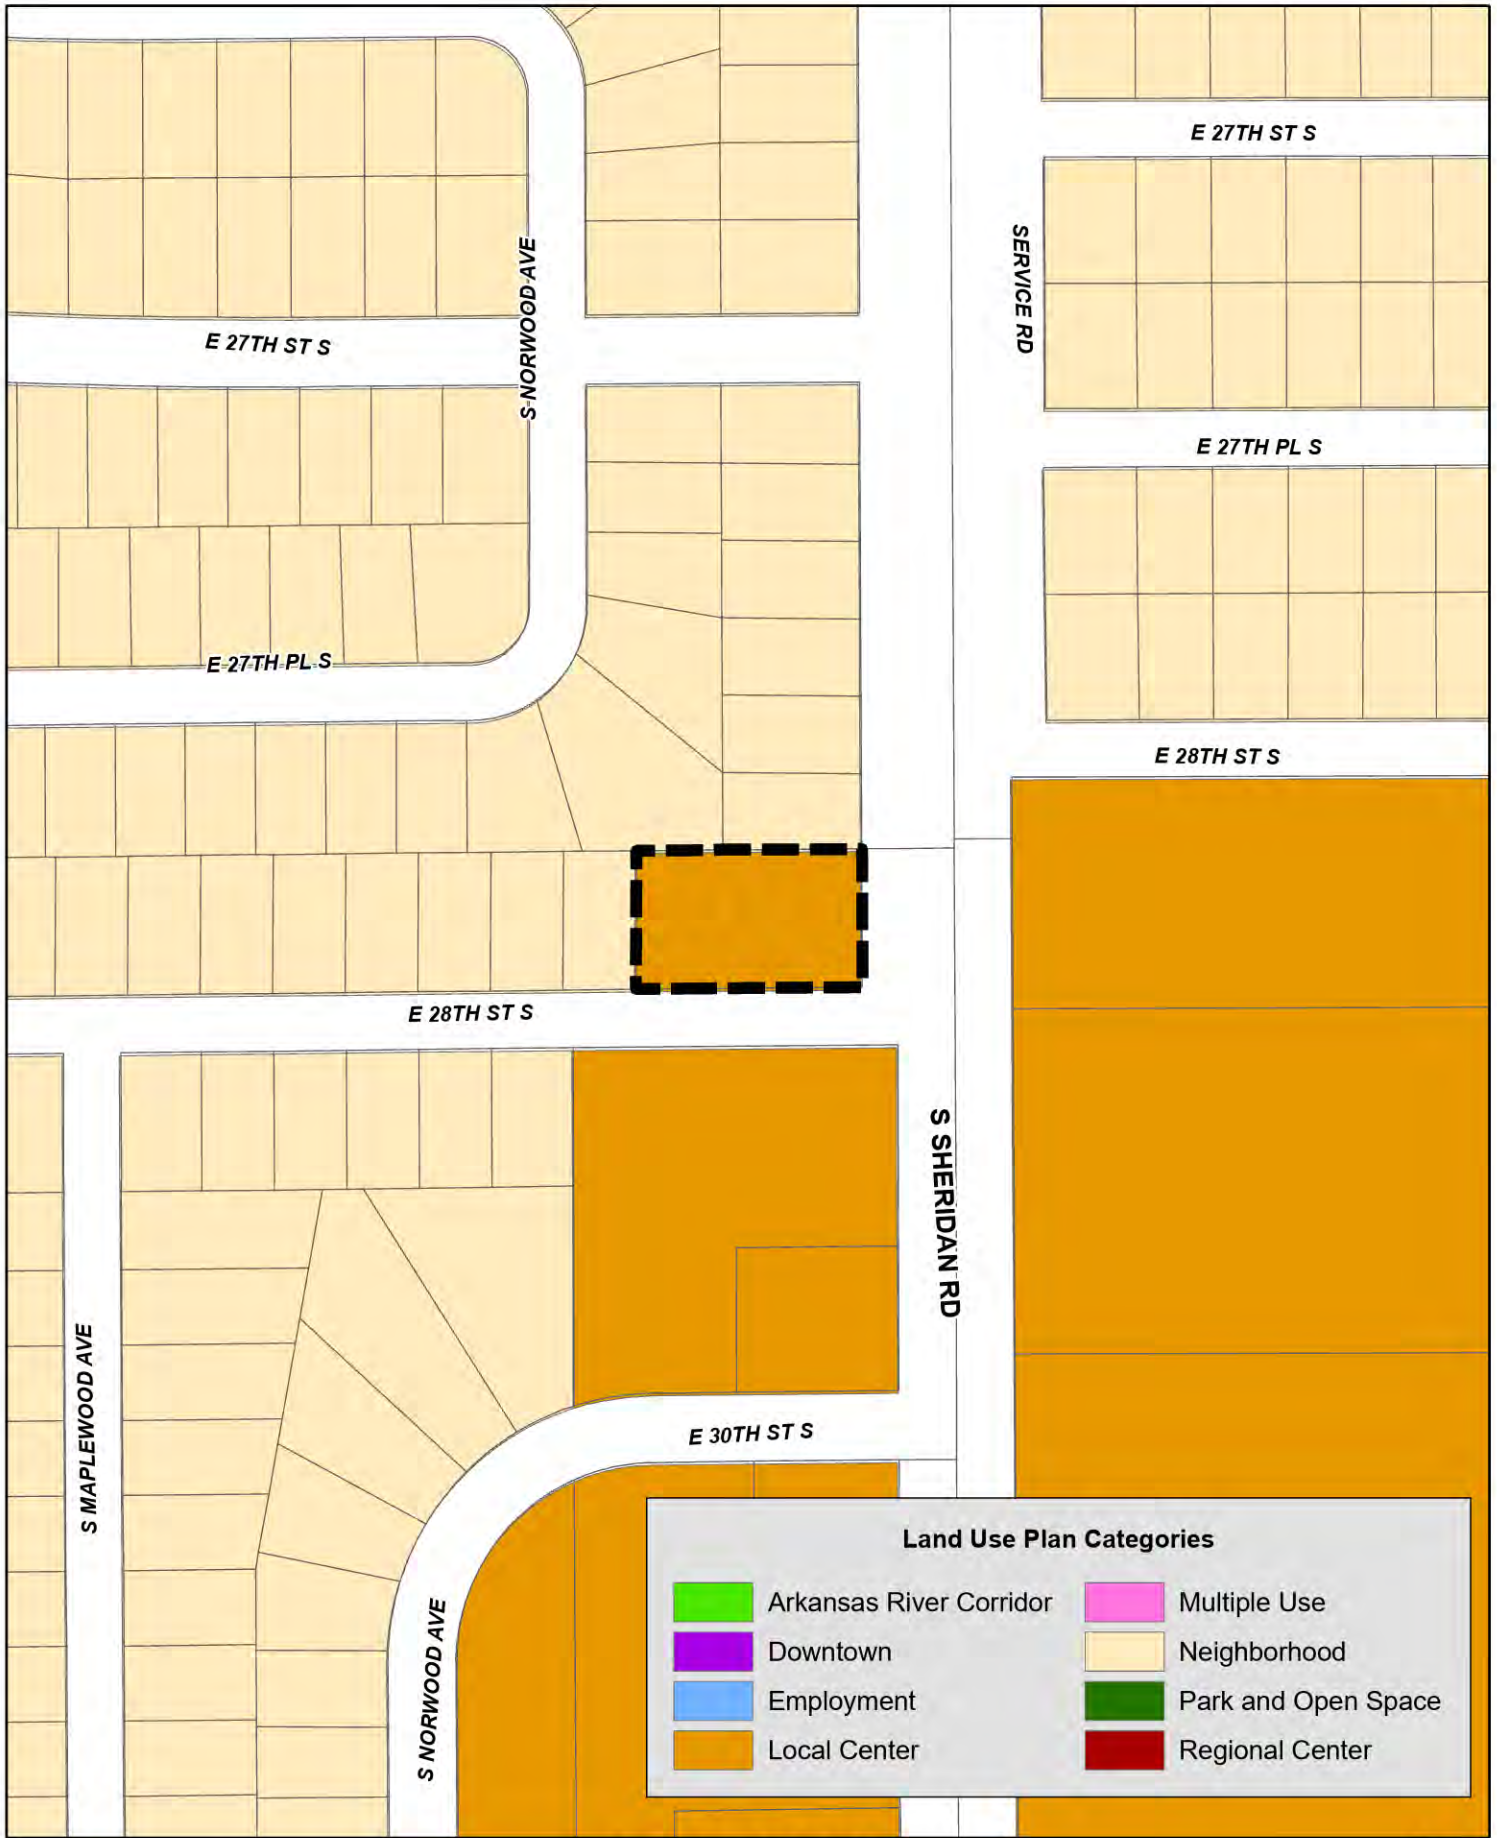 E 27TH ST S
SERVICE RD
S NORWOOD AVE
E 27TH ST S
E 27TH PL S
E 27TH PL S
E 28TH ST S
E 28TH ST S
S SHERIDAN RD
S MAPLEWOOD AVE
E 30TH ST S
S NORWOOD AVE
Land Use Plan Categories
Arkansas River Corridor
Downtown
Employment
Local Center
Multiple Use
Neighborhood
Park and Open Space
Regional Center